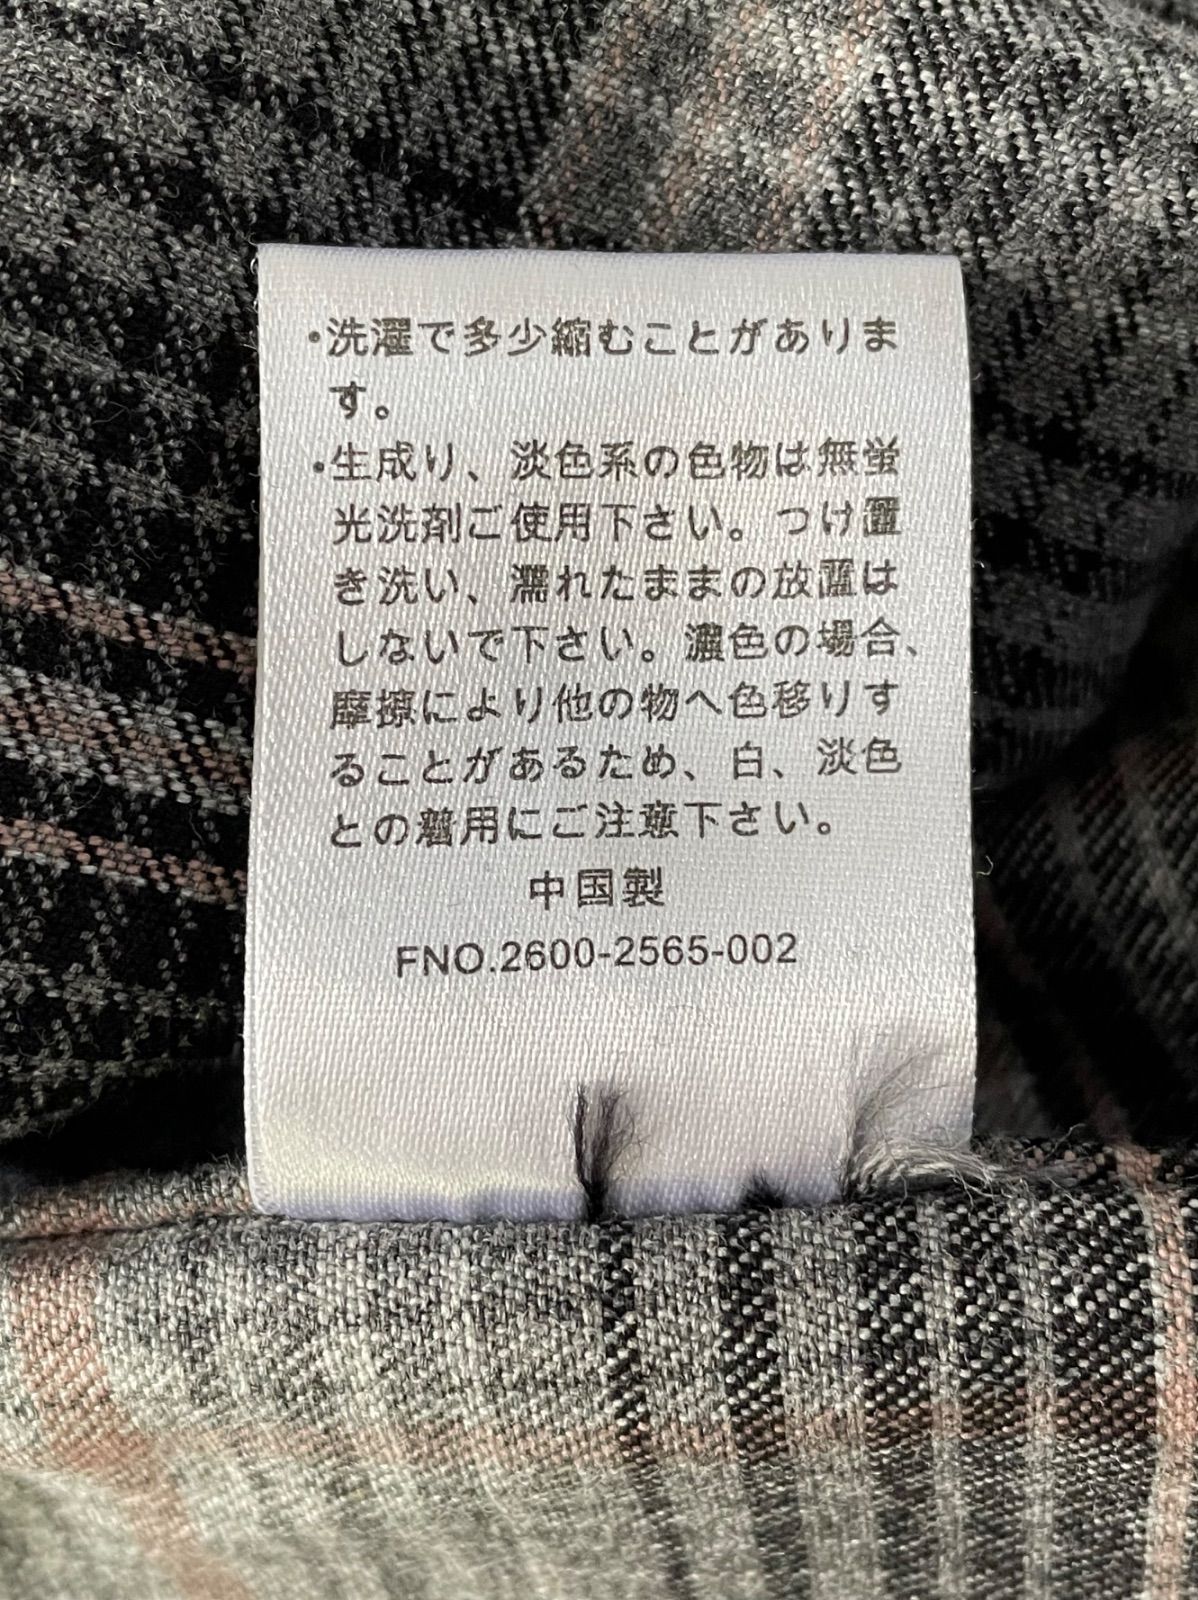 ・洗濯で多少縮むことがありま
す。
・生成り、淡色系の色物は無蛍
光洗剤ご使用下さい。つけ置
き洗い、濡れたままの放置は
しないで下さい。濃色の場合、
摩擦により他の物へ色移りす
ることがあるため、白、淡色
との着用にご注意下さい。
中国製
FNO.2600-2565-002